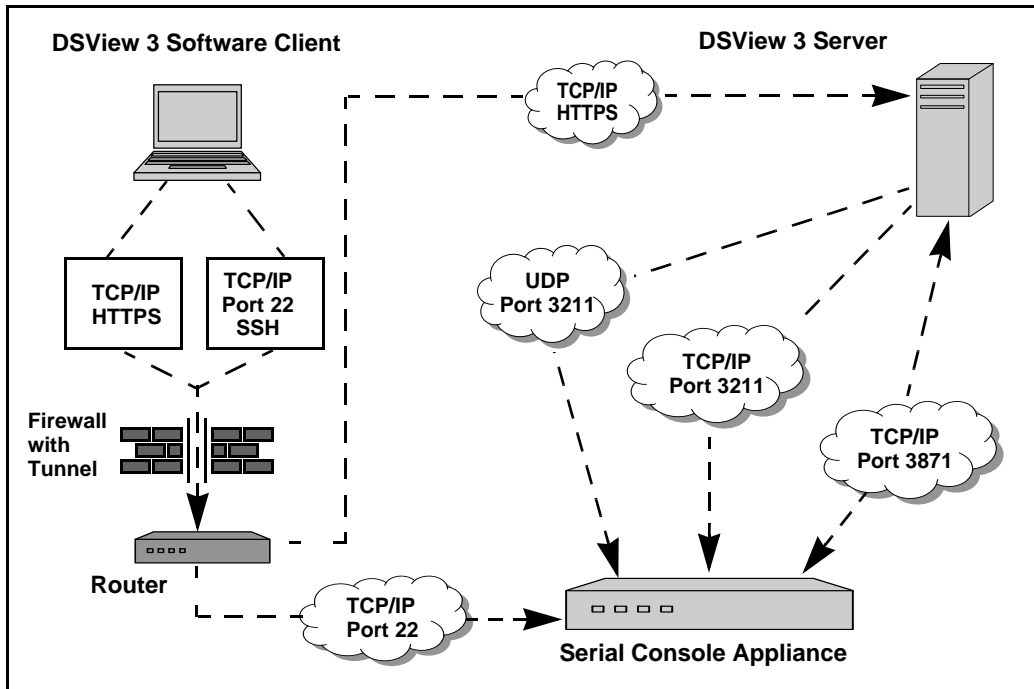 DSView 3 Software Client
DSView 3 Server
TCP/IP
HTTPS
TCP/IP
HTTPS
TCP/IP
Port 22
SSH
UDP
Port 3211
TCP/IP
Port 3211
TCP/IP
Port 3871
Firewall
with
Tunnel
Router
TCP/IP
Port 22
Serial Console Appliance